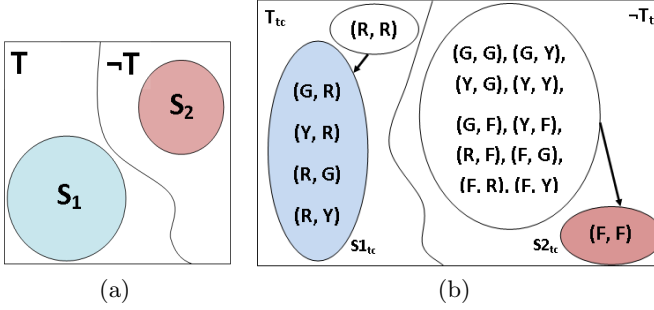 T
¬T
S₂
S₁
(a)
Tₜc
¬Tₜ
(R, R)
(G, R)
(Y, R)
(R, G)
(R, Y)
S1ₜc
(G, G), (G, Y),
(Y, G), (Y, Y),
(G, F), (Y, F),
(R, F), (F, G),
(F, R), (F, Y)
(F, F)
S2ₜc
(b)